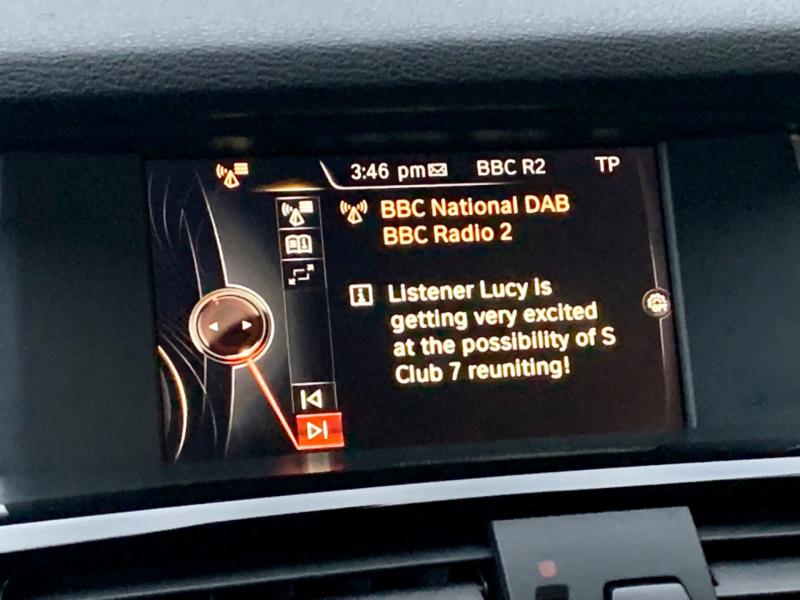 3:46 pm BBC R2 TP
BBC National DAB
BBC Radio 2
Listener Lucy is
getting very excited
at the possibility of S
Club 7 reuniting!